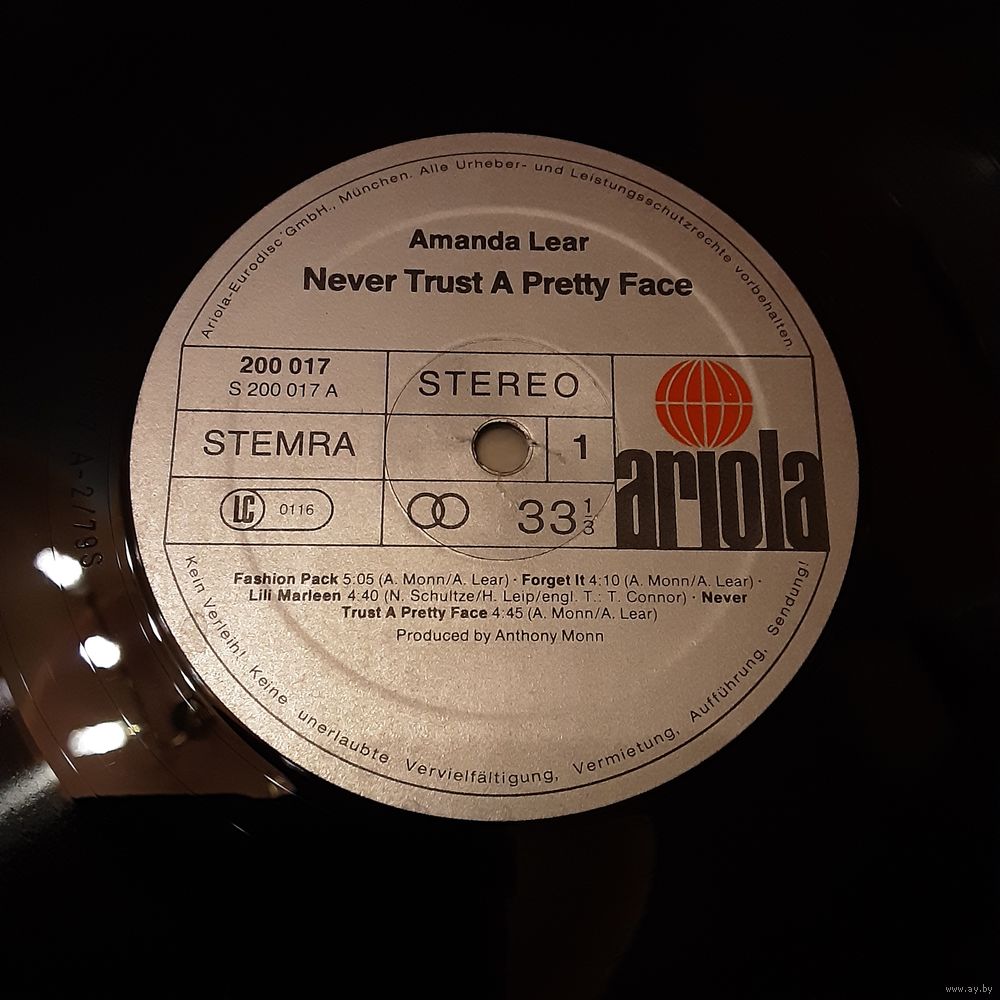 Ariola-Eurodisc GmbH., München. Alle Urheber- und Leistungsschutzrechte vorbehalten.
Amanda Lear
Never Trust A Pretty Face
200 017
S 200 017 A
STEREO
STEMRA
1
LC 0116
33 1/3
ariola
Fashion Pack 5:05 (A. Monn/A. Lear) · Forget It 4:10 (A. Monn/A. Lear) ·
Lili Marleen 4:40 (N. Schultze/H. Leip/engl. T.: T. Connor) · Never
Trust A Pretty Face 4:45 (A. Monn/A. Lear)
Produced by Anthony Monn
Kein Verleih! Keine unerlaubte Vervielfältigung, Vermietung, Aufführung, Sendung!
A-2/79S
www.ay.by